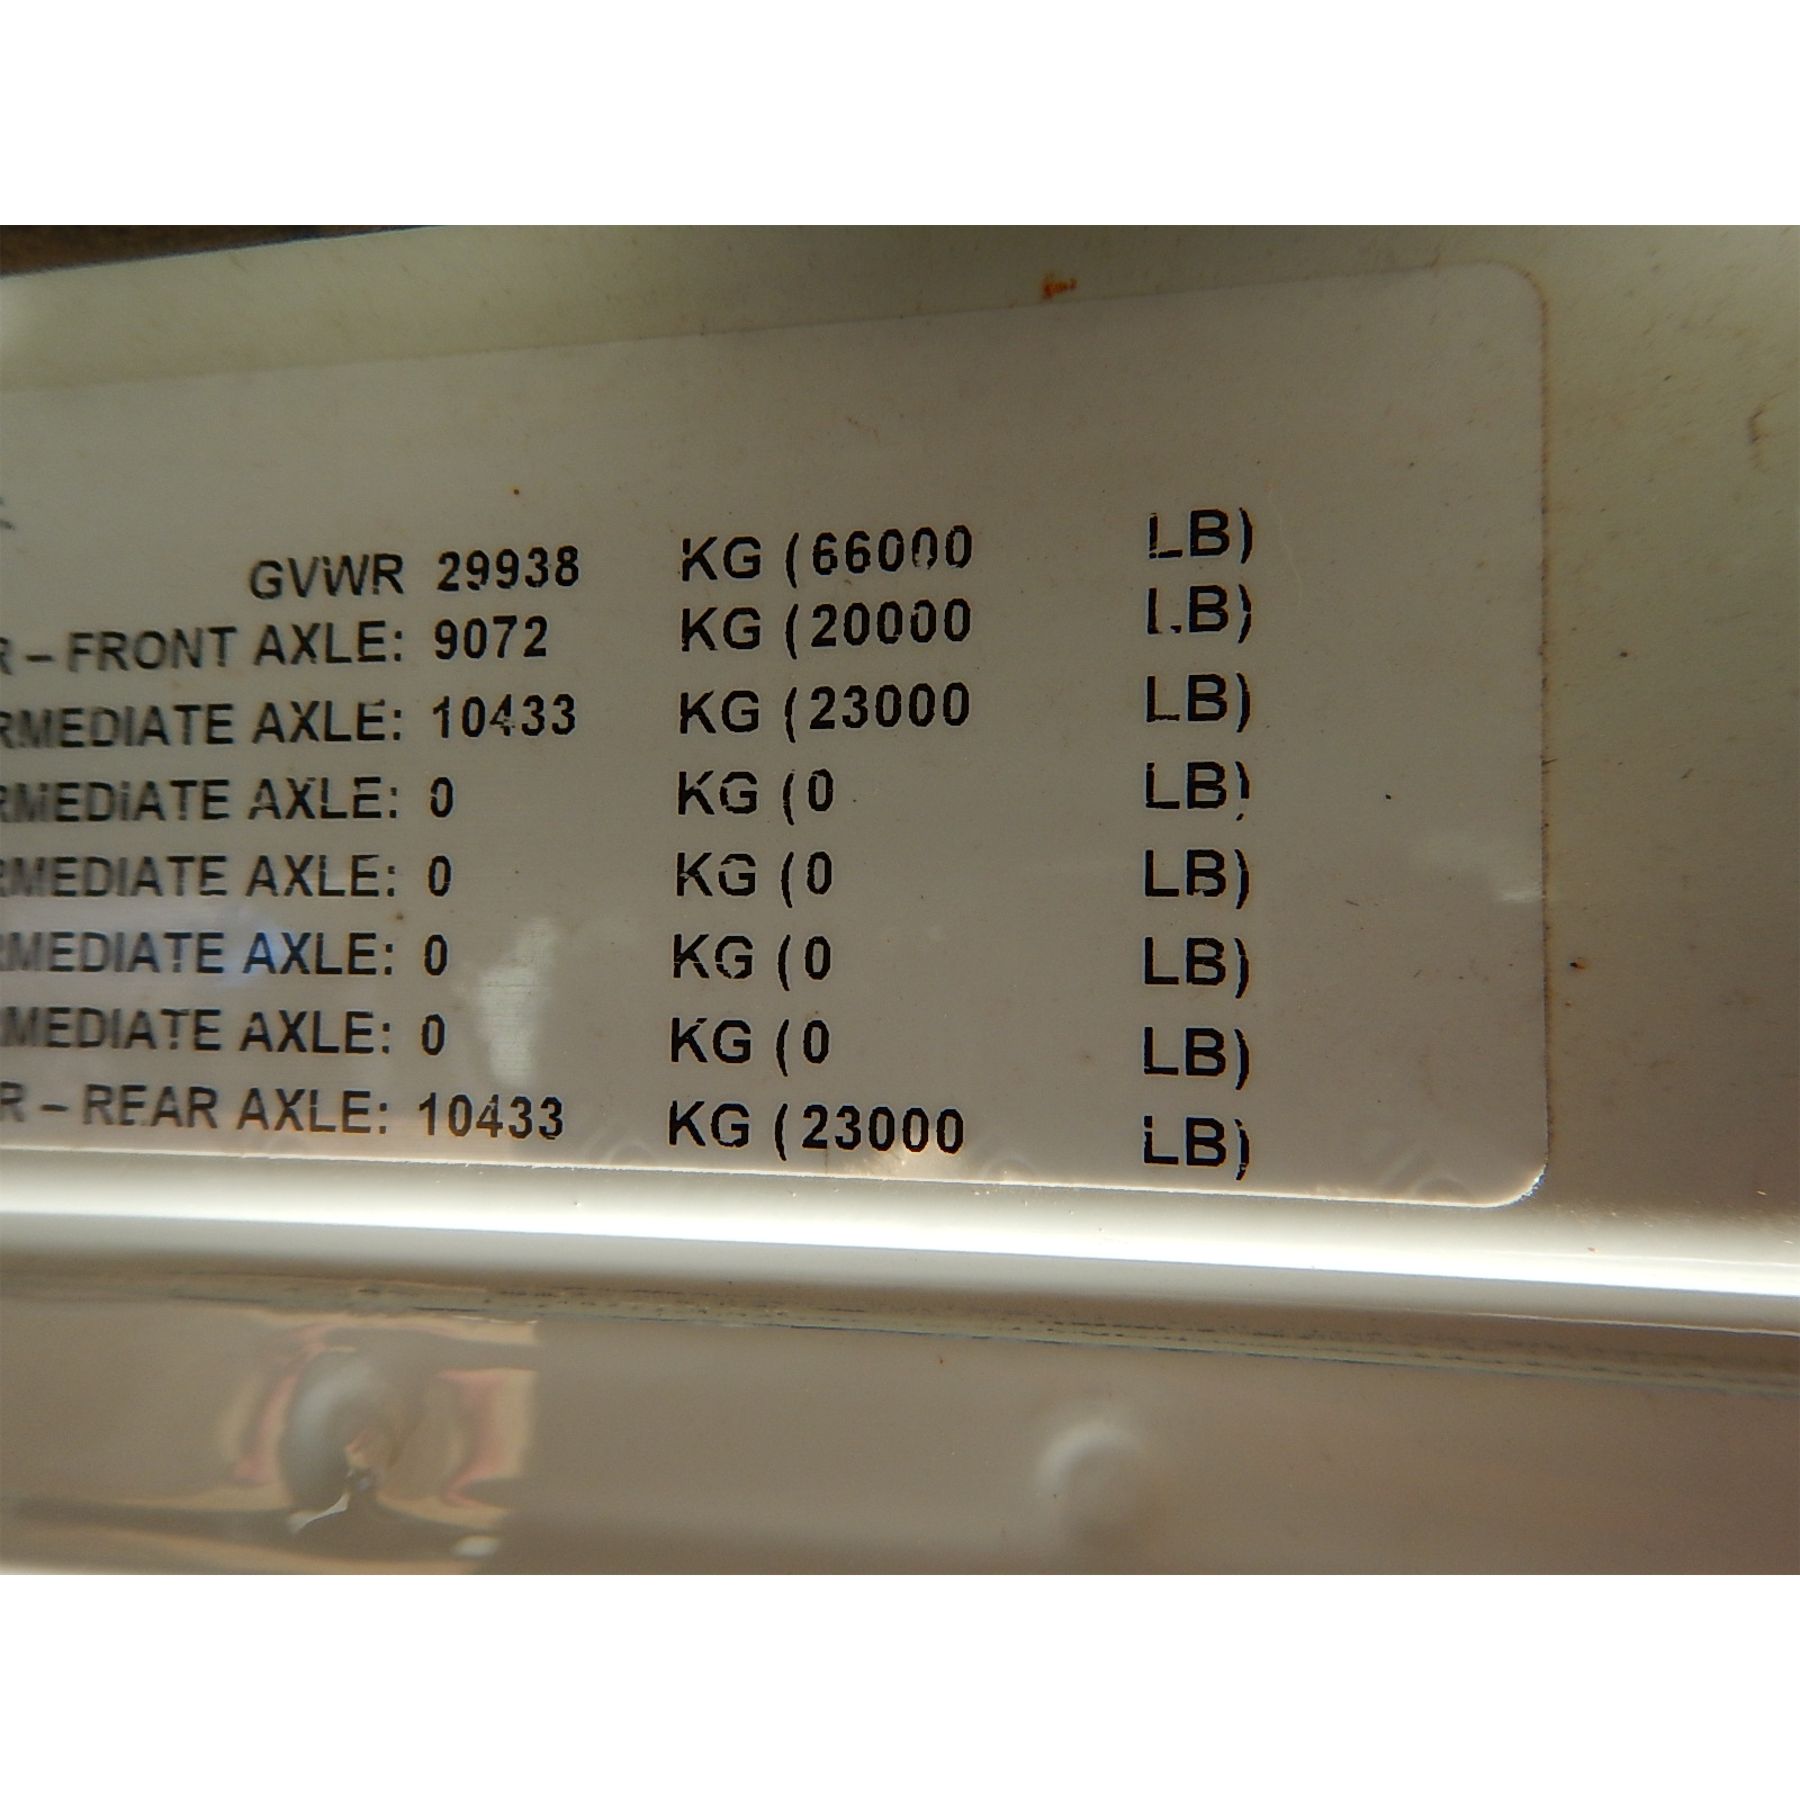 GVWR 29938 KG (66000 LB)
R – FRONT AXLE: 9072 KG (20000 LB)
RMEDIATE AXLE: 10433 KG (23000 LB)
RMEDIATE AXLE: 0 KG (0 LB)
RMEDIATE AXLE: 0 KG (0 LB)
RMEDIATE AXLE: 0 KG (0 LB)
MEDIATE AXLE: 0 KG (0 LB)
R – REAR AXLE: 10433 KG (23000 LB)